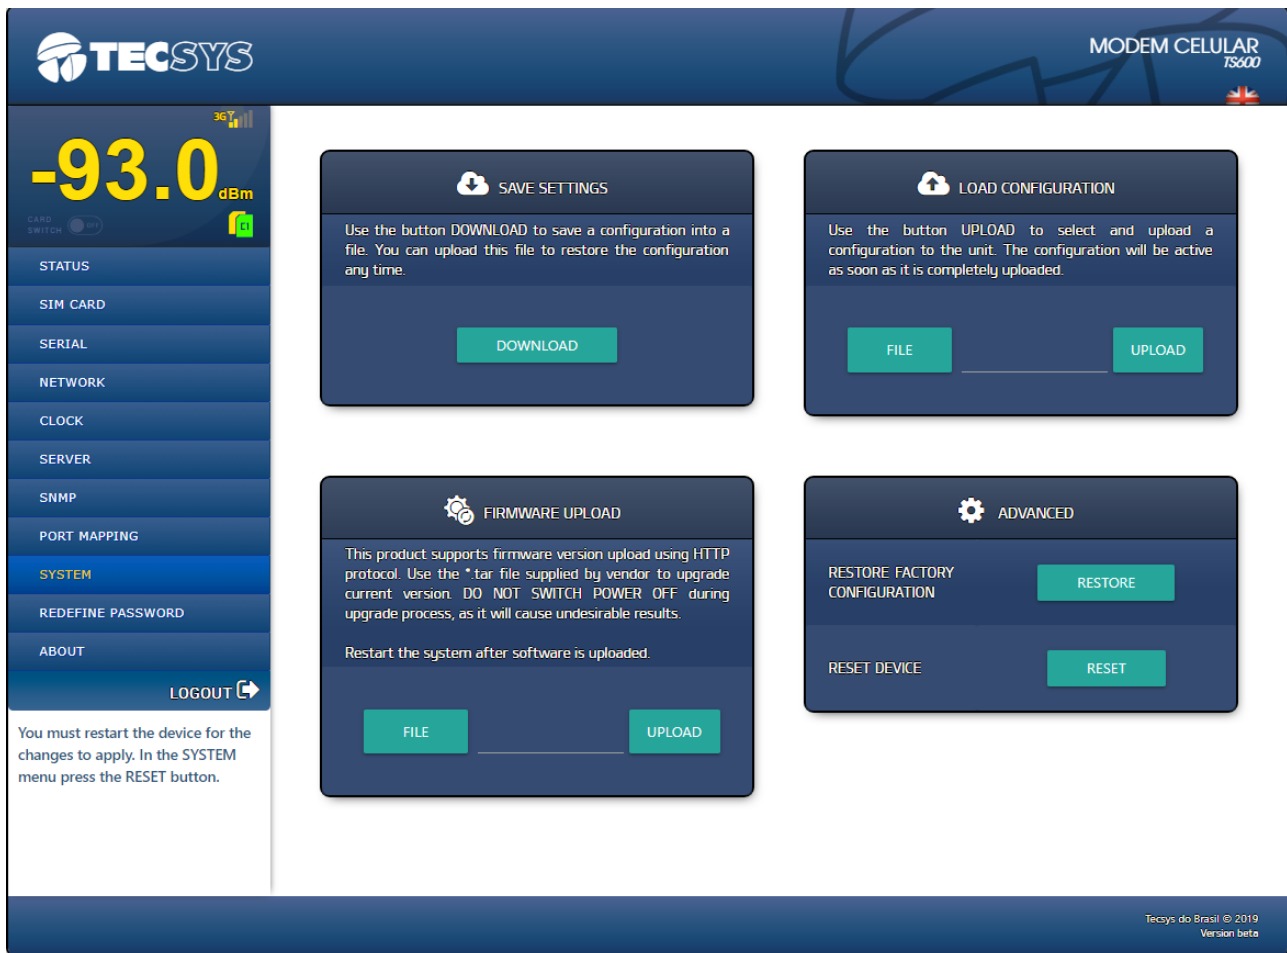 TECSYS
MODEM CELULAR
TS600
3G
-93.0 dBm
CARD
SWITCH OFF
C1
STATUS
SIM CARD
SERIAL
NETWORK
CLOCK
SERVER
SNMP
PORT MAPPING
SYSTEM
REDEFINE PASSWORD
ABOUT
LOGOUT
You must restart the device for the
changes to apply. In the SYSTEM
menu press the RESET button.
SAVE SETTINGS
Use the button DOWNLOAD to save a configuration into a
file. You can upload this file to restore the configuration
any time.
DOWNLOAD
LOAD CONFIGURATION
Use the button UPLOAD to select and upload a
configuration to the unit. The configuration will be active
as soon as it is completely uploaded.
FILE
UPLOAD
FIRMWARE UPLOAD
This product supports firmware version upload using HTTP
protocol. Use the *.tar file supplied by vendor to upgrade
current version. DO NOT SWITCH POWER OFF during
upgrade process, as it will cause undesirable results.
Restart the system after software is uploaded.
FILE
UPLOAD
ADVANCED
RESTORE FACTORY
CONFIGURATION
RESTORE
RESET DEVICE
RESET
Tecsys do Brasil © 2019
Version beta